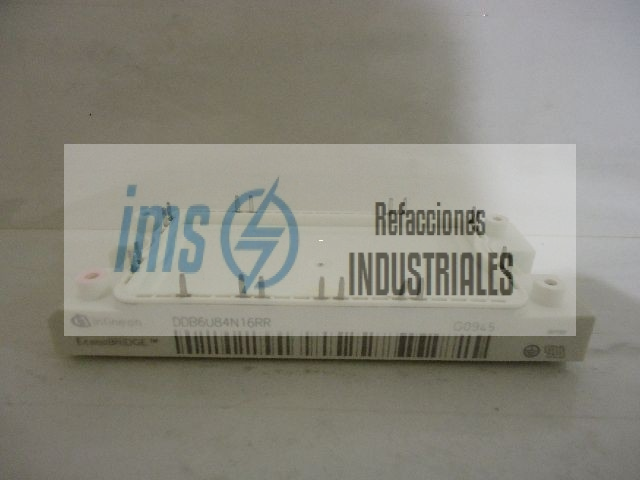 ims
Refacciones
INDUSTRIALES
infineon
DDB6U84N16RR
G0945
EconoBRIDGE™